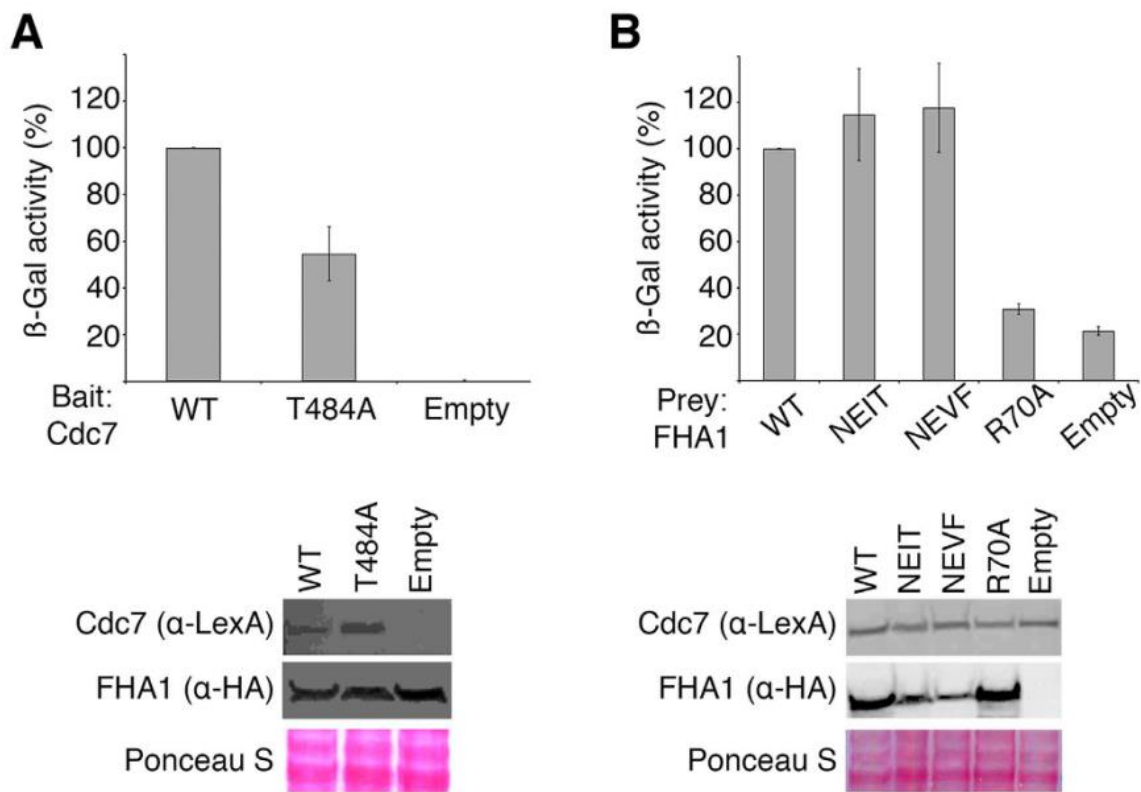 A
ß-Gal activity (%)
120
100
80
60
40
20
Bait:
Cdc7
WT
T484A
Empty
WT
T484A
Empty
Cdc7 (α-LexA)
FHA1 (α-HA)
Ponceau S
B
ß-Gal activity (%)
120
100
80
60
40
20
Prey:
FHA1
WT
NEIT
NEVF
R70A
Empty
WT
NEIT
NEVF
R70A
Empty
Cdc7 (α-LexA)
FHA1 (α-HA)
Ponceau S